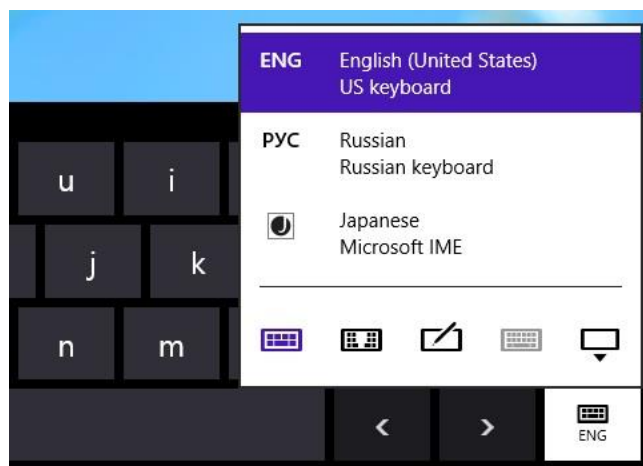 ENG English (United States)
US keyboard
РУС Russian
Russian keyboard
Japanese
Microsoft IME
u i
j k
n m
< >
ENG